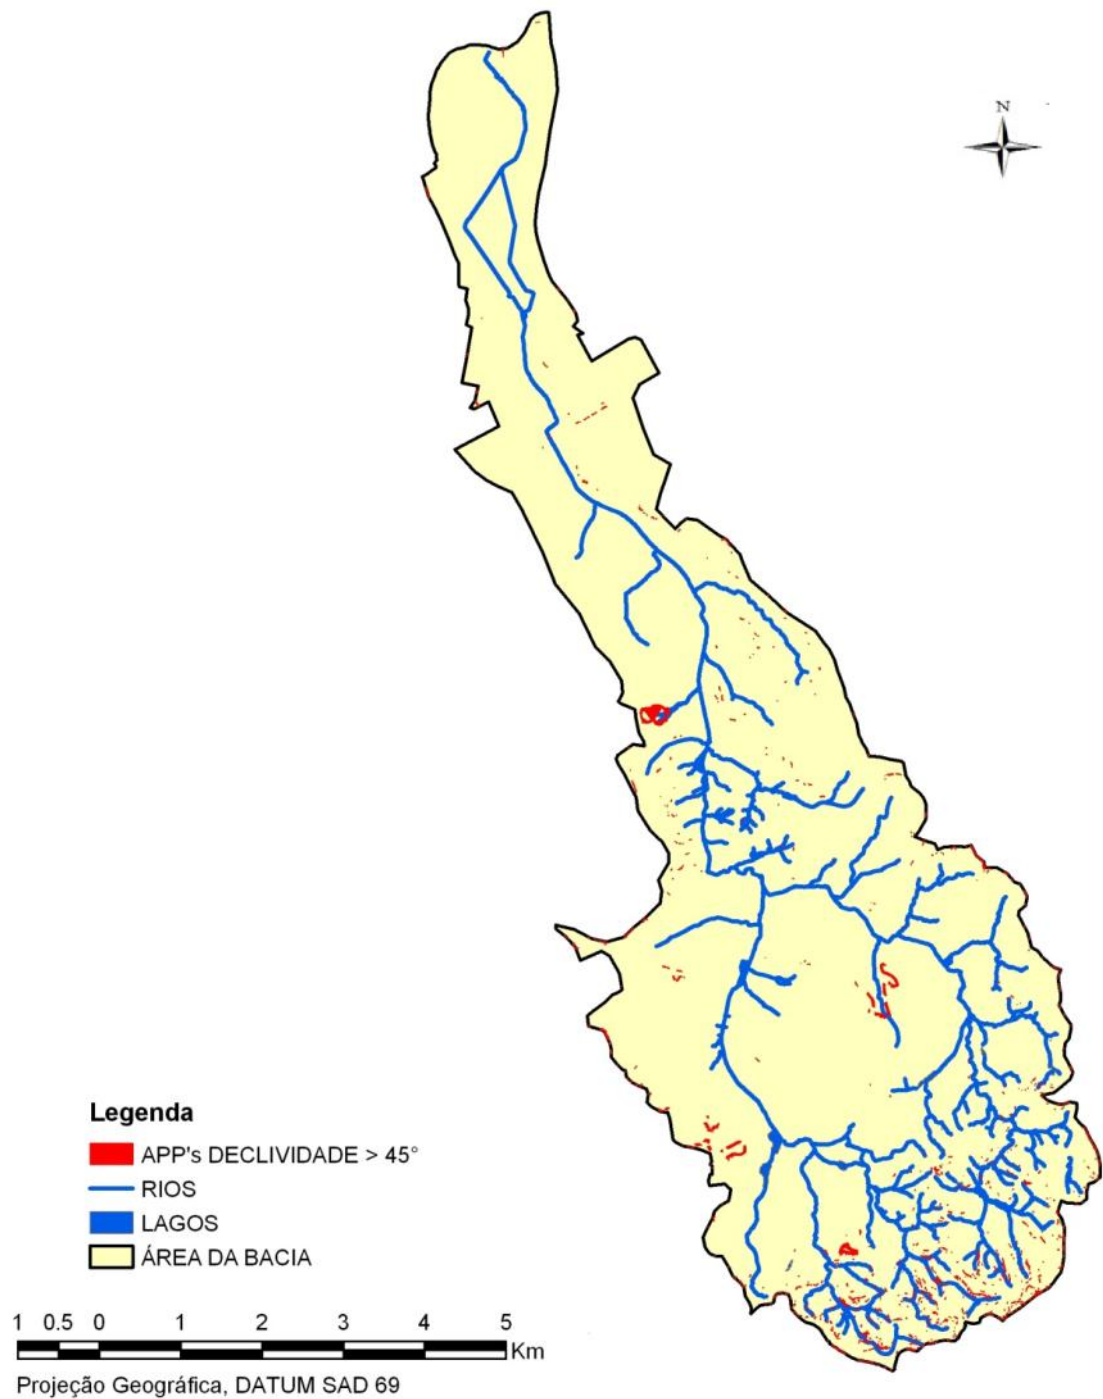 N
Legenda
APP's DECLIVIDADE > 45°
RIOS
LAGOS
ÁREA DA BACIA
1 0.5 0 1 2 3 4 5
Km
Projeção Geográfica, DATUM SAD 69